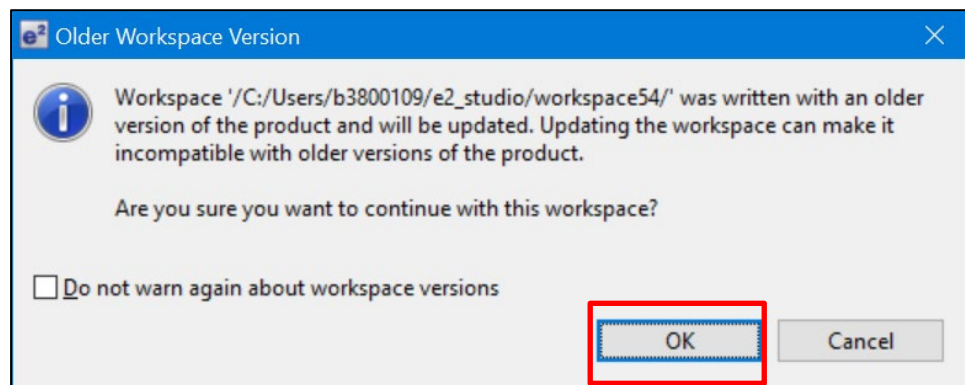 e² Older Workspace Version
Workspace '/C:/Users/b3800109/e2_studio/workspace54/' was written with an older
version of the product and will be updated. Updating the workspace can make it
incompatible with older versions of the product.
Are you sure you want to continue with this workspace?
Do not warn again about workspace versions
OK Cancel